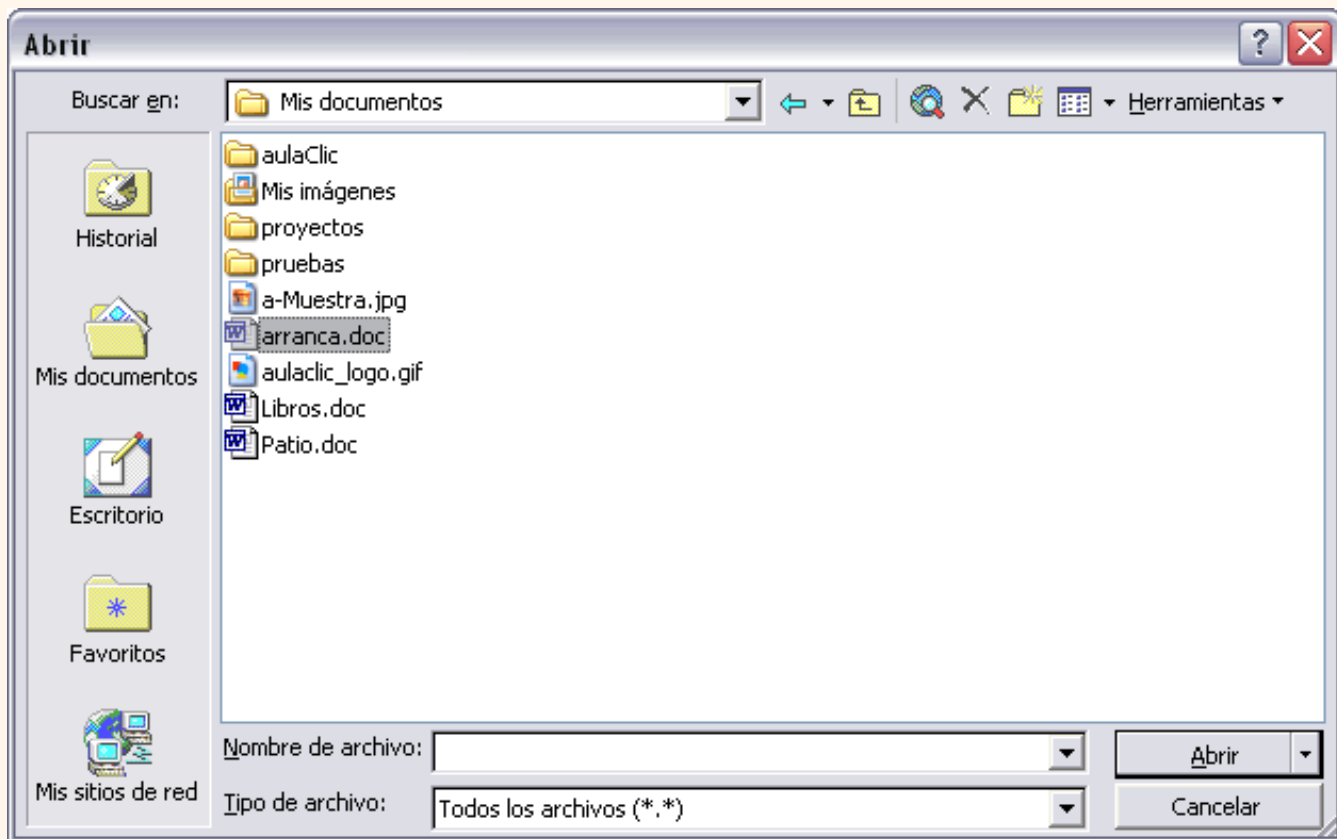 Abrir
Buscar en:
Mis documentos
Herramientas
Historial
Mis documentos
Escritorio
Favoritos
Mis sitios de red
aulaClic
Mis imágenes
proyectos
pruebas
a-Muestra.jpg
arranca.doc
aulaclic_logo.gif
Libros.doc
Patio.doc
Nombre de archivo:
Abrir
Tipo de archivo:
Todos los archivos (*.*)
Cancelar